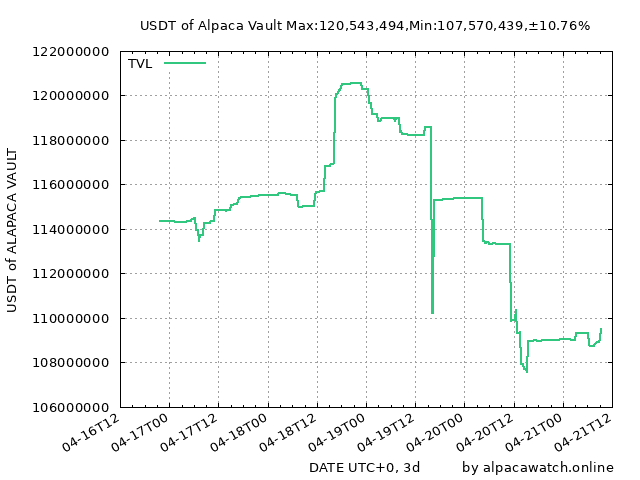 USDT of Alpaca Vault Max:120,543,494,Min:107,570,439,±10.76%
TVL
122000000
120000000
118000000
116000000
114000000
112000000
110000000
108000000
106000000
USDT of ALAPACA VAULT
04-16T12
04-17T00
04-17T12
04-18T00
04-18T12
04-19T00
04-19T12
04-20T00
04-20T12
04-21T00
04-21T12
DATE UTC+0, 3d
by alpacawatch.online